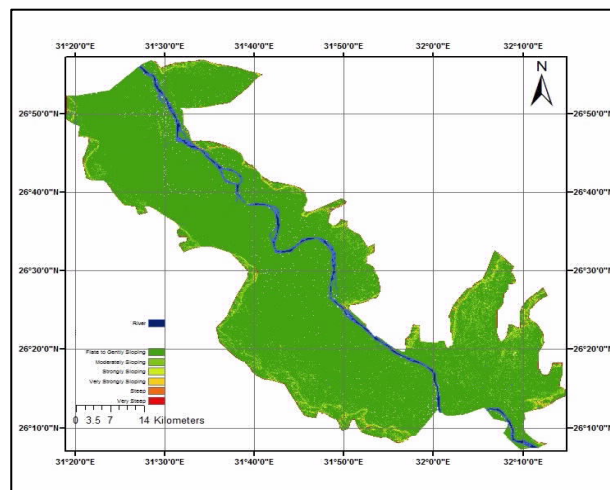 31°20'0"E 31°30'0"E 31°40'0"E 31°50'0"E 32°0'0"E 32°10'0"E
N
26°50'0"N 26°50'0"N
26°40'0"N 26°40'0"N
26°30'0"N 26°30'0"N
River
26°20'0"N 26°20'0"N
Flate to Gently Sloping
Moderately Sloping
Strongly Sloping
Very Strongly Sloping
Steep
Very Steep
0 3.5 7 14 Kilometers
26°10'0"N 26°10'0"N
31°20'0"E 31°30'0"E 31°40'0"E 31°50'0"E 32°0'0"E 32°10'0"E